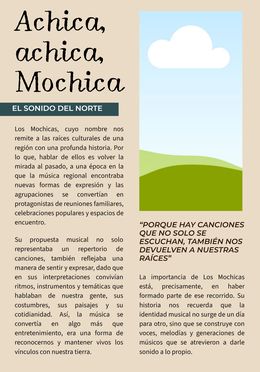 Achica,
achica,
Mochica
EL SONIDO DEL NORTE
Los Mochicas, cuyo nombre nos
remite a las raíces culturales de una
región con una profunda historia. Por
lo que, hablar de ellos es volver la
mirada al pasado, a una época en la
que la música regional encontraba
nuevas formas de expresión y las
agrupaciones se convertían en
protagonistas de reuniones familiares,
celebraciones populares y espacios de
encuentro.
Su propuesta musical no solo
representaba un repertorio de
canciones, también reflejaba una
manera de sentir y expresar, dado que
en sus interpretaciones convivían
ritmos, instrumentos y temáticas que
hablaban de nuestra gente, sus
costumbres, sus paisajes y su
cotidianidad. Así, la música se
convertía en algo más que
entretenimiento, era una forma de
reconocernos y mantener vivos los
vínculos con nuestra tierra.
“PORQUE HAY CANCIONES
QUE NO SOLO SE
ESCUCHAN, TAMBIÉN NOS
DEVUELVEN A NUESTRAS
RAÍCES”
La importancia de Los Mochicas
está, precisamente, en haber
formado parte de ese recorrido. Su
historia nos recuerda que la
identidad musical no surge de un día
para otro, sino que se construye con
voces, melodías y generaciones de
músicos que se atrevieron a darle
sonido a lo propio.